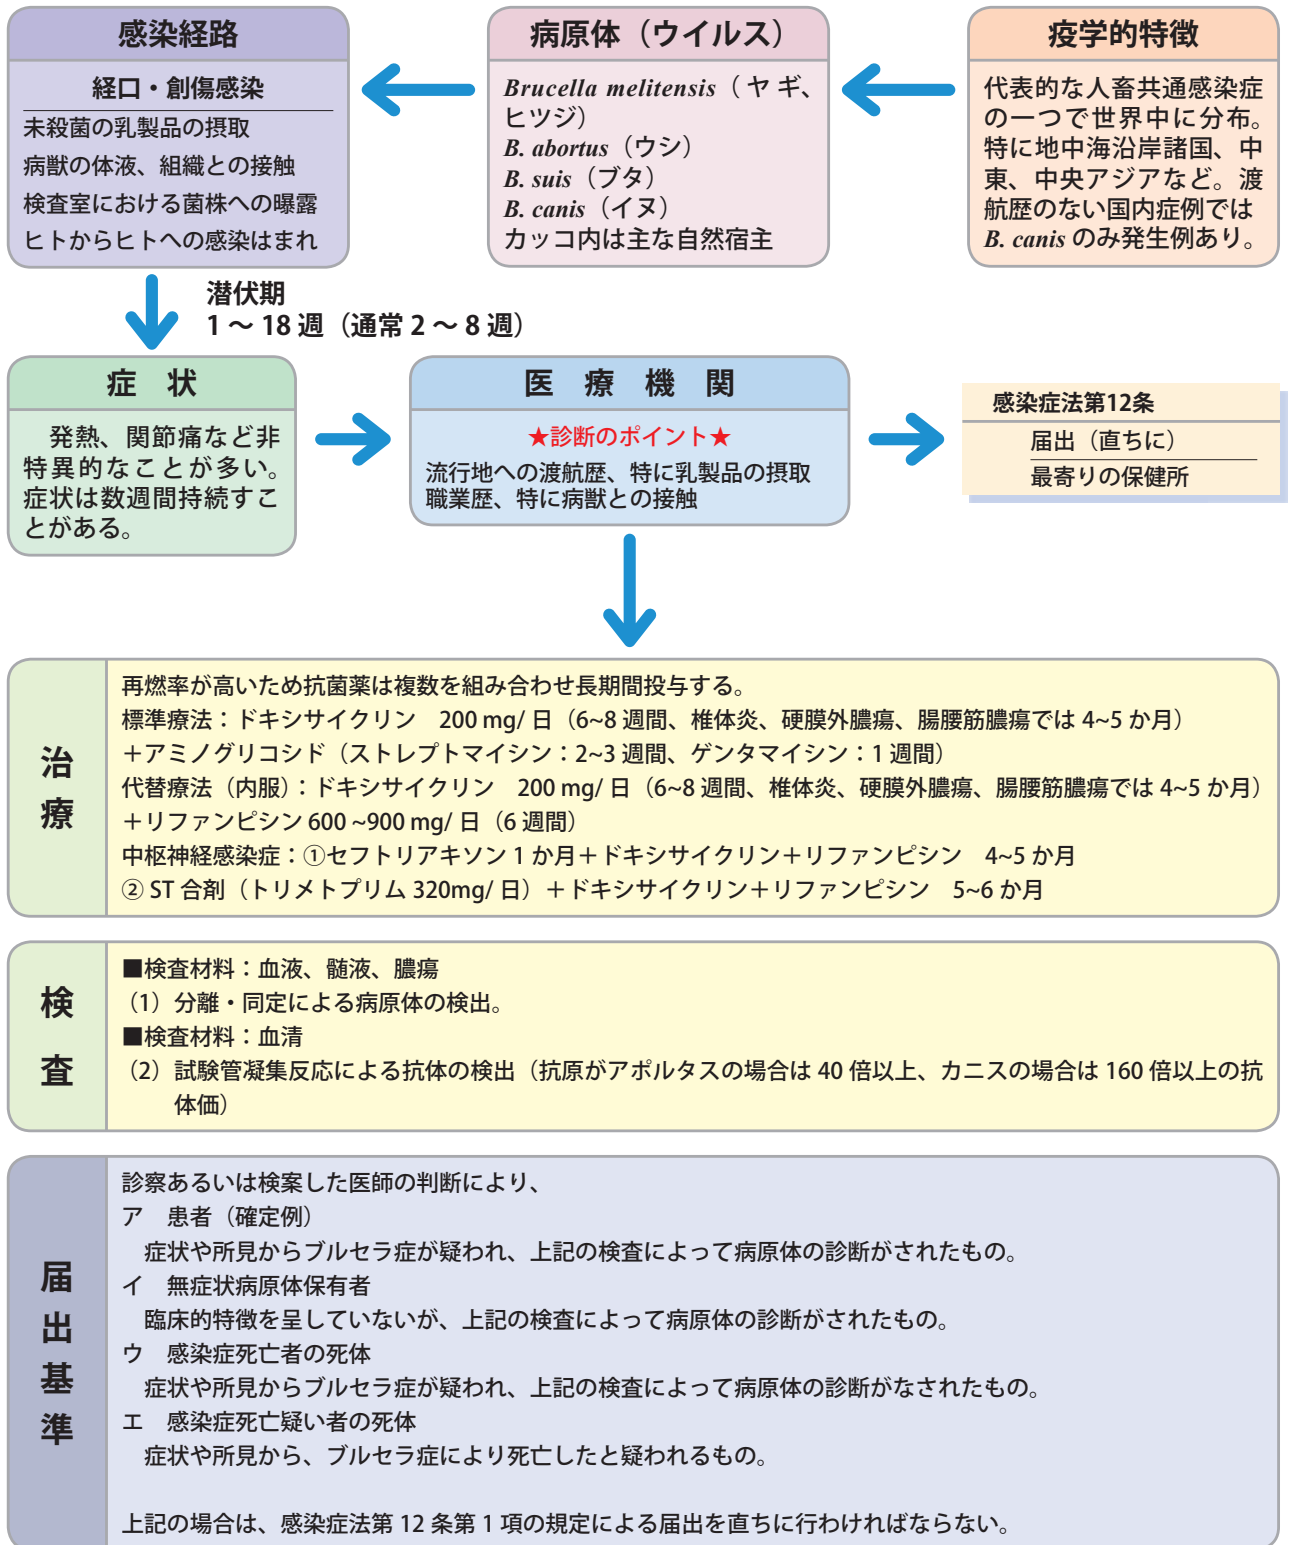 感染経路
経口・創傷感染
未殺菌の乳製品の摂取
病獣の体液、組織との接触
検査室における菌株への曝露
ヒトからヒトへの感染はまれ
病原体（ウイルス）
Brucella melitensis（ヤギ、
ヒツジ）
B. abortus（ウシ）
B. suis（ブタ）
B. canis（イヌ）
カッコ内は主な自然宿主
疫学的特徴
代表的な人畜共通感染症
の一つで世界中に分布。
特に地中海沿岸諸国、中
東、中央アジアなど。渡
航歴のない国内症例では
B. canis のみ発生例あり。
潜伏期
1 〜 18 週（通常 2 〜 8 週）
症　状
発熱、関節痛など非
特異的なことが多い。
症状は数週間持続すこ
とがある。
医　療　機　関
★診断のポイント★
流行地への渡航歴、特に乳製品の摂取
職業歴、特に病獣との接触
感染症法第12条
届出（直ちに）
最寄りの保健所
治療
再燃率が高いため抗菌薬は複数を組み合わせ長期間投与する。
標準療法：ドキシサイクリン　200 mg/ 日（6~8 週間、椎体炎、硬膜外膿瘍、腸腰筋膿瘍では 4~5 か月）
＋アミノグリコシド（ストレプトマイシン：2~3 週間、ゲンタマイシン：1 週間）
代替療法（内服）：ドキシサイクリン　200 mg/ 日（6~8 週間、椎体炎、硬膜外膿瘍、腸腰筋膿瘍では 4~5 か月）
＋リファンピシン 600 ~900 mg/ 日（6 週間）
中枢神経感染症：①セフトリアキソン 1 か月＋ドキシサイクリン＋リファンピシン　4~5 か月
② ST 合剤（トリメトプリム 320mg/ 日）＋ドキシサイクリン＋リファンピシン　5~6 か月
検査
■検査材料：血液、髄液、膿瘍
（1）分離・同定による病原体の検出。
■検査材料：血清
（2）試験管凝集反応による抗体の検出（抗原がアポルタスの場合は 40 倍以上、カニスの場合は 160 倍以上の抗
体価）
届出基準
診察あるいは検案した医師の判断により、
ア　患者（確定例）
症状や所見からブルセラ症が疑われ、上記の検査によって病原体の診断がされたもの。
イ　無症状病原体保有者
臨床的特徴を呈していないが、上記の検査によって病原体の診断がされたもの。
ウ　感染症死亡者の死体
症状や所見からブルセラ症が疑われ、上記の検査によって病原体の診断がなされたもの。
エ　感染症死亡疑い者の死体
症状や所見から、ブルセラ症により死亡したと疑われるもの。
上記の場合は、感染症法第 12 条第 1 項の規定による届出を直ちに行わければならない。